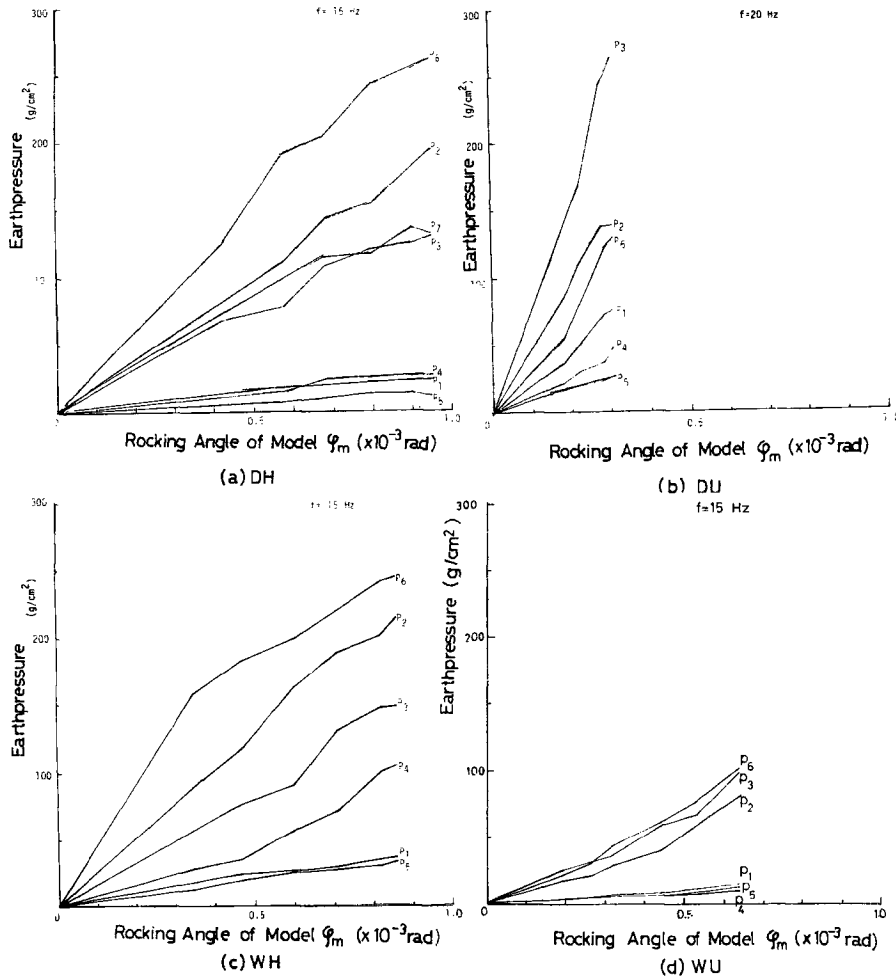 300
f= 15 Hz
P6
(g/cm²)
200
Earthpressure
P2
P7
P3
P4
P1
P5
0
0.5
1.0
Rocking Angle of Model φm (x10⁻³ rad)
(a) DH
300
f=20 Hz
P3
(g/cm²)
200
Earthpressure
P2
P6
100
P1
P4
P5
0
0.5
1.0
Rocking Angle of Model φm (x10⁻³ rad)
(b) DU
300
f= 15 Hz
(g/cm²)
P6
P2
200
Earthpressure
P3
P4
100
P1
P5
0
0.5
1.0
Rocking Angle of Model φm (x10⁻³ rad)
(c) WH
300
f=15 Hz
Earthpressure (g/cm²)
200
100
P6
P3
P2
P1
P5
P4
0
0.5
1.0
Rocking Angle of Model φm (x10⁻³ rad)
(d) WU